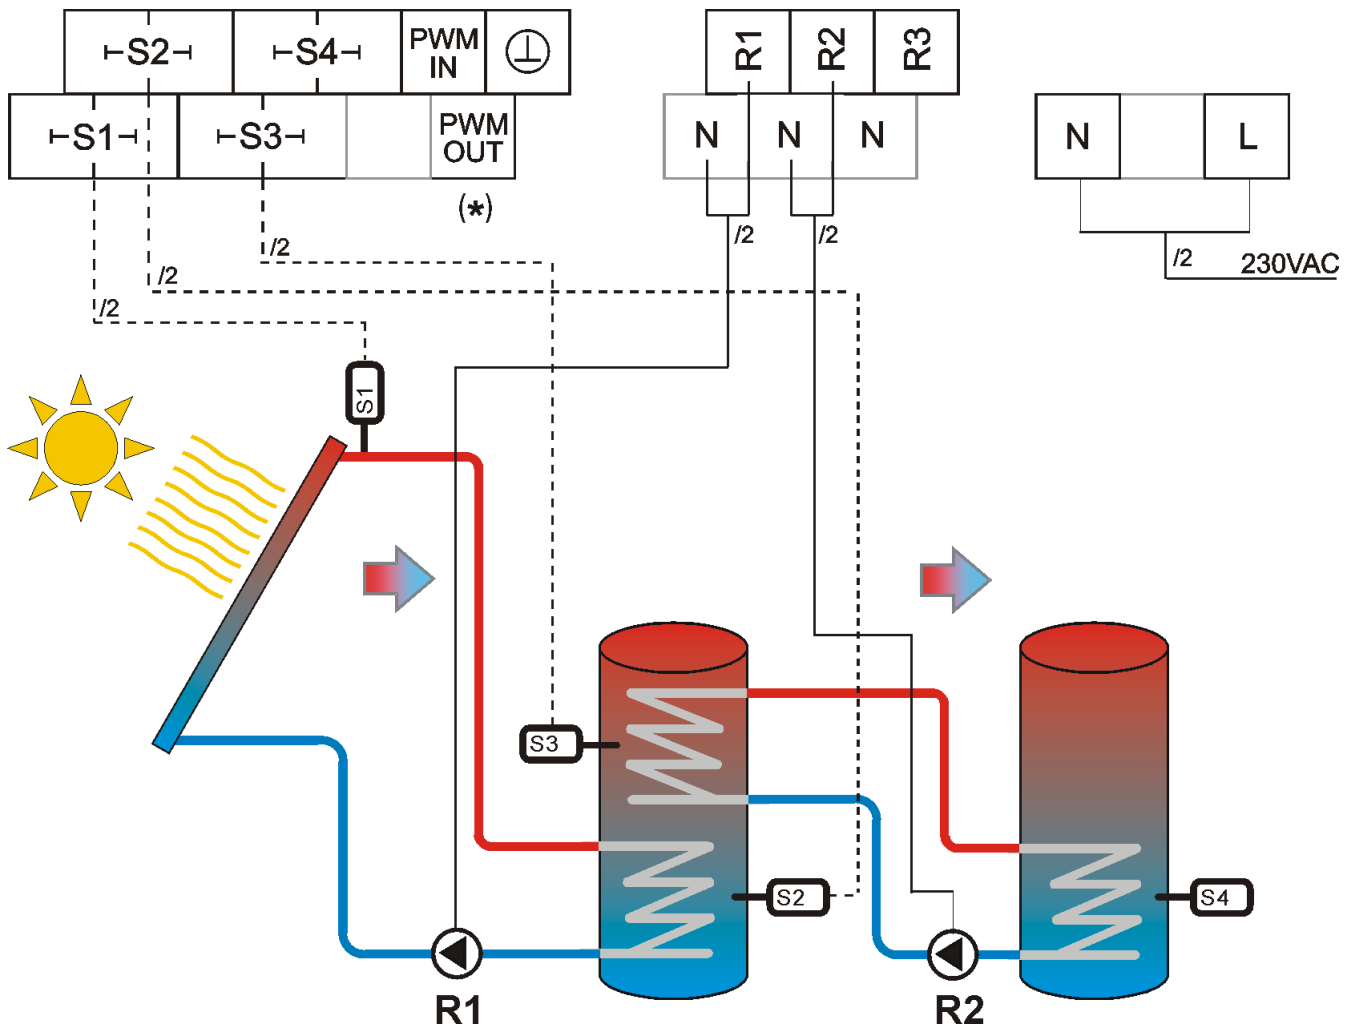 S2 S4 PWM IN R1 R2 R3
S1 S3 PWM OUT N N N N L
(*)
/2 /2 /2
/2 /2 230VAC
/2
S1
S3
S2 S4
R1 R2